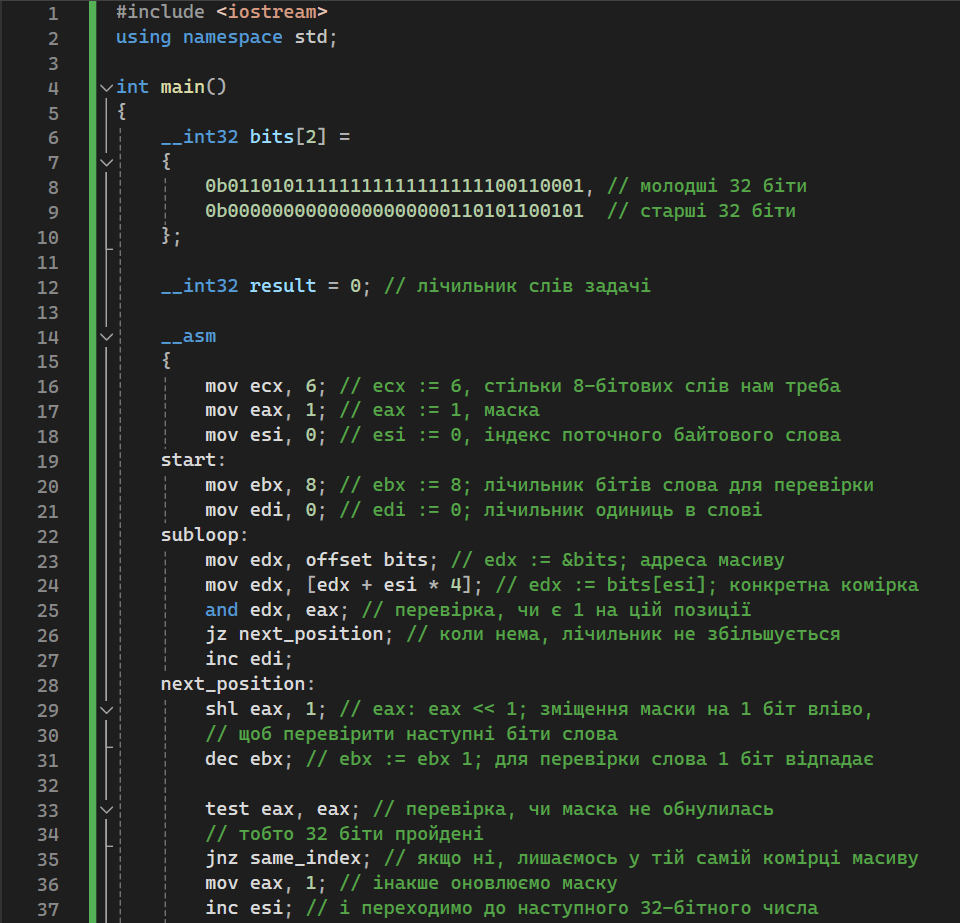 1 #include <iostream>
2 using namespace std;
3
4 int main()
5 {
6 __int32 bits[2] =
7 {
8 0b01101011111111111111111100110001, // молодші 32 біти
9 0b00000000000000000000110101100101 // старші 32 біти
10 };
11
12 __int32 result = 0; // лічильник слів задачі
13
14 __asm
15 {
16 mov ecx, 6; // ecx := 6, стільки 8-бітових слів нам треба
17 mov eax, 1; // eax := 1, маска
18 mov esi, 0; // esi := 0, індекс поточного байтового слова
19 start:
20 mov ebx, 8; // ebx := 8; лічильник бітів слова для перевірки
21 mov edi, 0; // edi := 0; лічильник одиниць в слові
22 subloop:
23 mov edx, offset bits; // edx := &bits; адреса масиву
24 mov edx, [edx + esi * 4]; // edx := bits[esi]; конкретна комірка
25 and edx, eax; // перевірка, чи є 1 на цій позиції
26 jz next_position; // коли нема, лічильник не збільшується
27 inc edi;
28 next_position:
29 shl eax, 1; // eax: eax << 1; зміщення маски на 1 біт вліво,
30 // щоб перевірити наступні біти слова
31 dec ebx; // ebx := ebx 1; для перевірки слова 1 біт відпадає
32
33 test eax, eax; // перевірка, чи маска не обнулилась
34 // тобто 32 біти пройдені
35 jnz same_index; // якщо ні, лишаємось у тій самій комірці масиву
36 mov eax, 1; // інакше оновлюємо маску
37 inc esi; // і переходимо до наступного 32-бітного числа